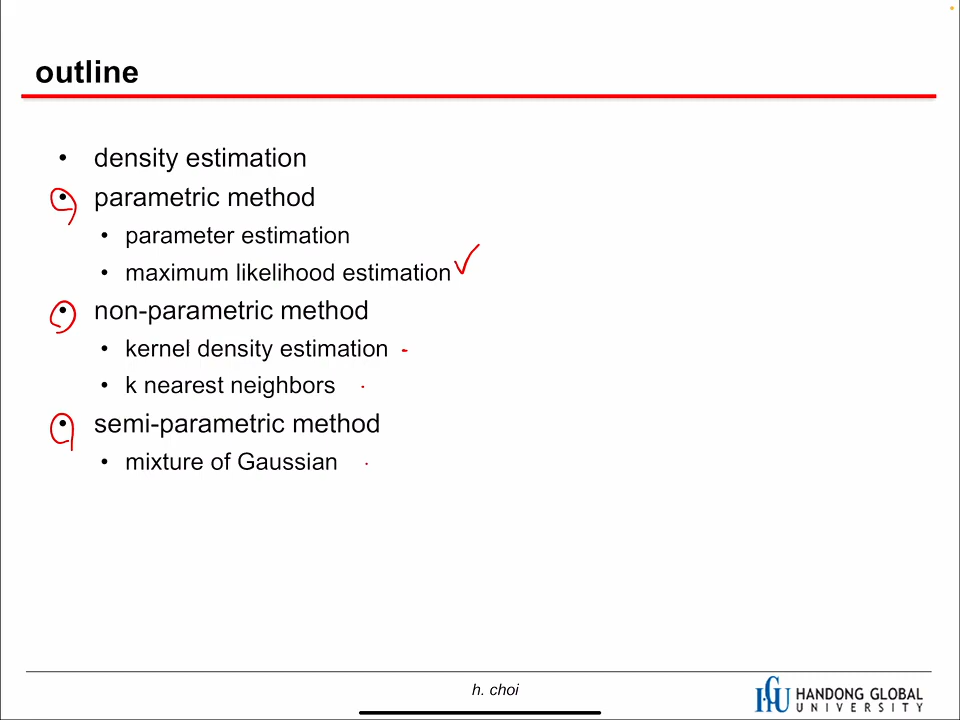 outline
• density estimation
• parametric method
• parameter estimation
• maximum likelihood estimation
• non-parametric method
• kernel density estimation
• k nearest neighbors
• semi-parametric method
• mixture of Gaussian
h. choi
HGU HANDONG GLOBAL
UNIVERSITY